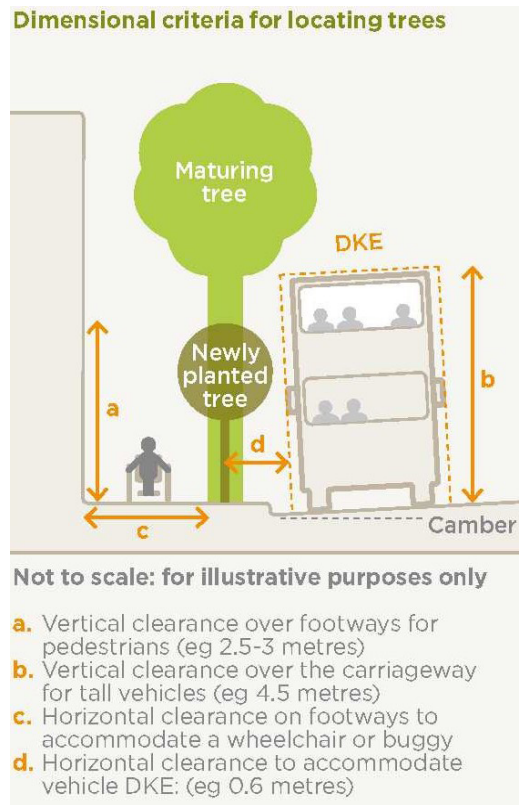 Dimensional criteria for locating trees
Maturing
tree
DKE
Newly
planted
tree
a
b
c
d
Camber
Not to scale: for illustrative purposes only
a. Vertical clearance over footways for
pedestrians (eg 2.5-3 metres)
b. Vertical clearance over the carriageway
for tall vehicles (eg 4.5 metres)
c. Horizontal clearance on footways to
accommodate a wheelchair or buggy
d. Horizontal clearance to accommodate
vehicle DKE: (eg 0.6 metres)